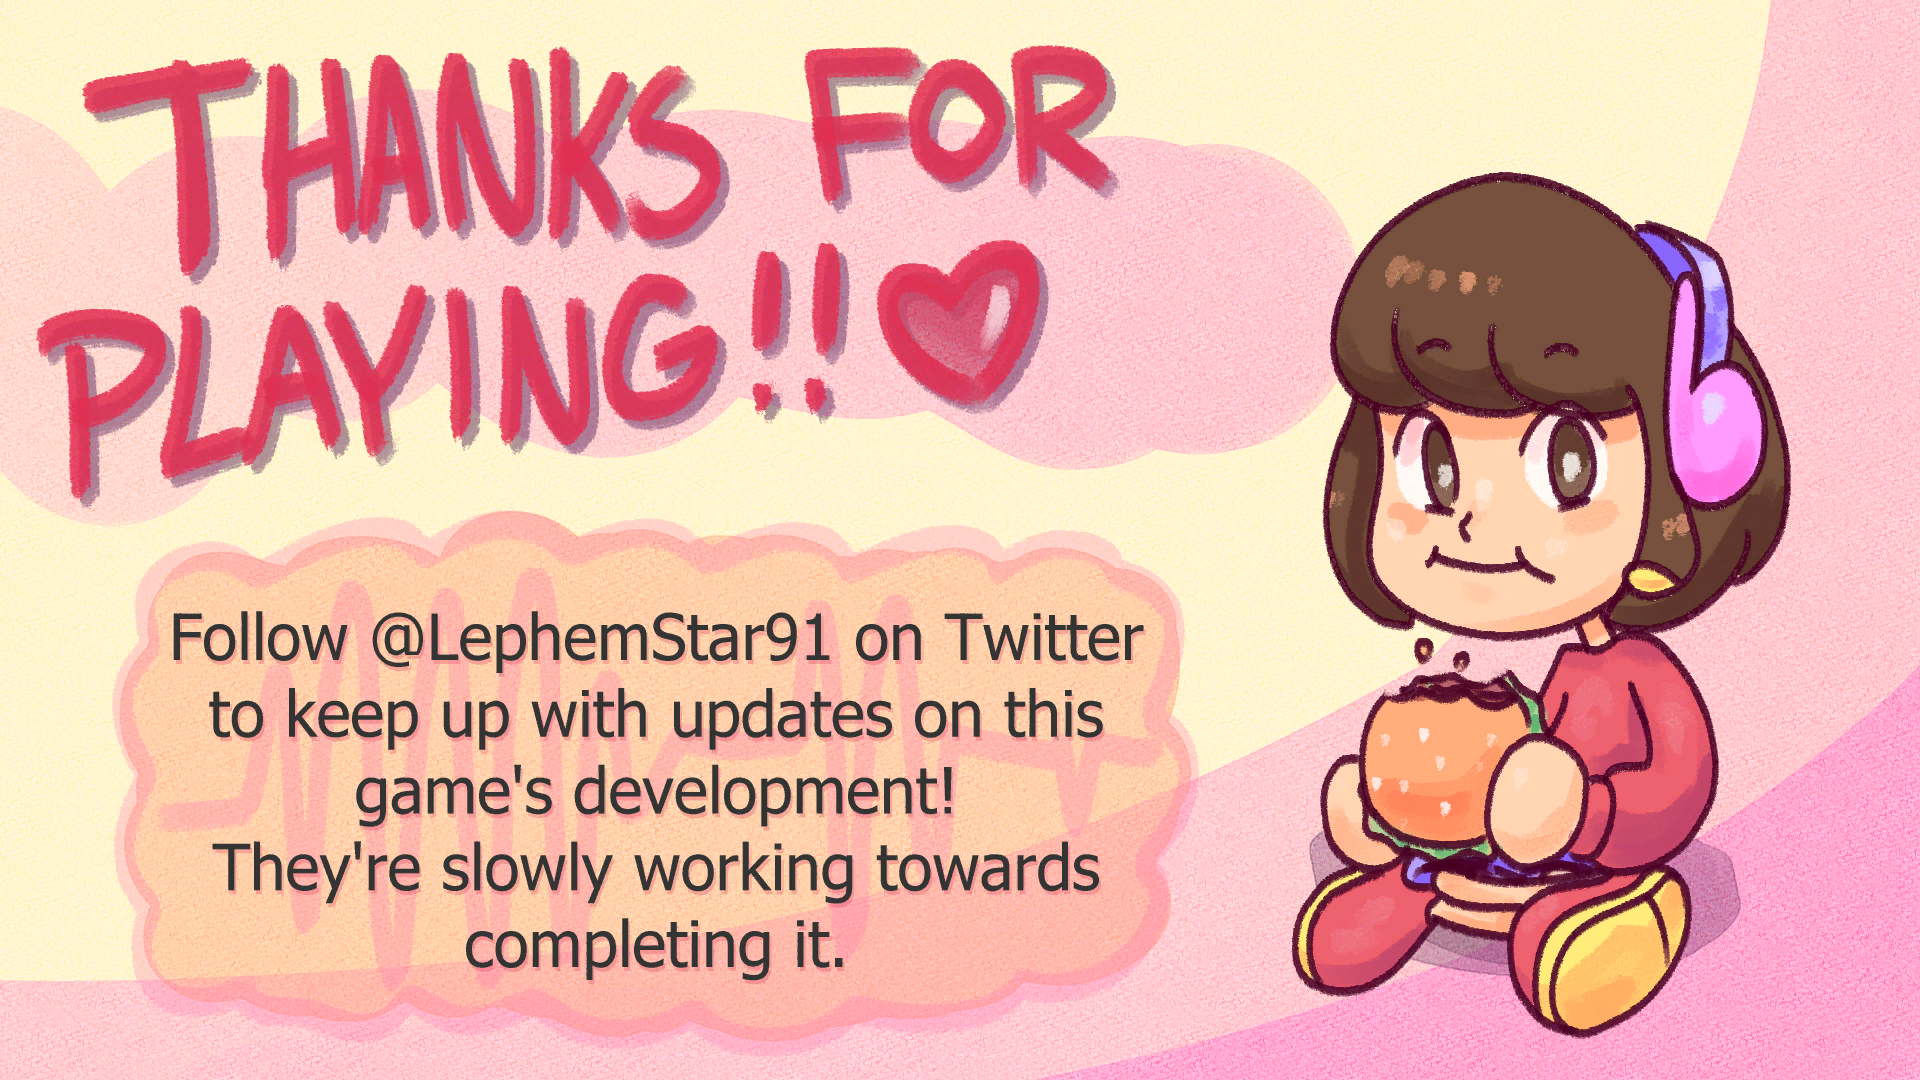 THANKS FOR
PLAYING!!
Follow @LephemStar91 on Twitter
to keep up with updates on this
game's development!
They're slowly working towards
completing it.